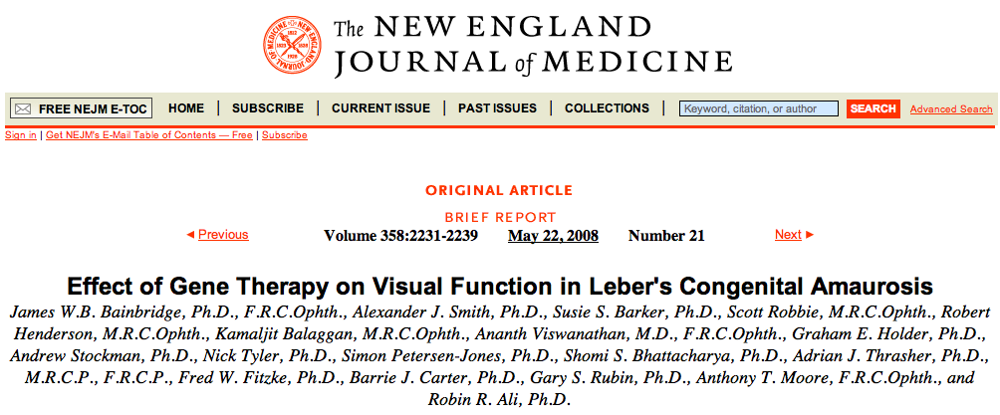 The NEW ENGLAND
JOURNAL of MEDICINE
FREE NEJM E-TOC | HOME | SUBSCRIBE | CURRENT ISSUE | PAST ISSUES | COLLECTIONS | Keyword, citation, or author SEARCH Advanced Search
Sign in | Get NEJM's E-Mail Table of Contents — Free | Subscribe
ORIGINAL ARTICLE
BRIEF REPORT
◄ Previous Volume 358:2231-2239 May 22, 2008 Number 21 Next ►
Effect of Gene Therapy on Visual Function in Leber's Congenital Amaurosis
James W.B. Bainbridge, Ph.D., F.R.C.Ophth., Alexander J. Smith, Ph.D., Susie S. Barker, Ph.D., Scott Robbie, M.R.C.Ophth., Robert
Henderson, M.R.C.Ophth., Kamaljit Balaggan, M.R.C.Ophth., Ananth Viswanathan, M.D., F.R.C.Ophth., Graham E. Holder, Ph.D.,
Andrew Stockman, Ph.D., Nick Tyler, Ph.D., Simon Petersen-Jones, Ph.D., Shomi S. Bhattacharya, Ph.D., Adrian J. Thrasher, Ph.D.,
M.R.C.P., F.R.C.P., Fred W. Fitzke, Ph.D., Barrie J. Carter, Ph.D., Gary S. Rubin, Ph.D., Anthony T. Moore, F.R.C.Ophth., and
Robin R. Ali, Ph.D.